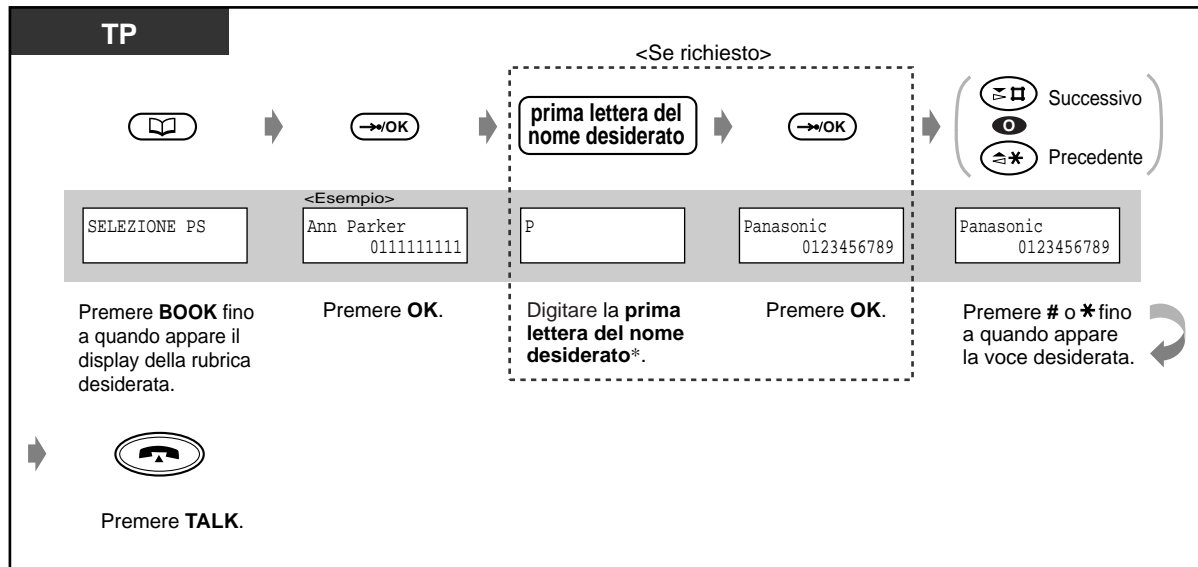 TP
<Se richiesto>
→•/OK
prima lettera del
nome desiderato
→•/OK
# Successivo
O
* Precedente
<Esempio>
SELEZIONE PS
Ann Parker
0111111111
P
Panasonic
0123456789
Panasonic
0123456789
Premere BOOK fino
a quando appare il
display della rubrica
desiderata.
Premere OK.
Digitare la prima
lettera del nome
desiderato*.
Premere OK.
Premere # o * fino
a quando appare
la voce desiderata.
Premere TALK.